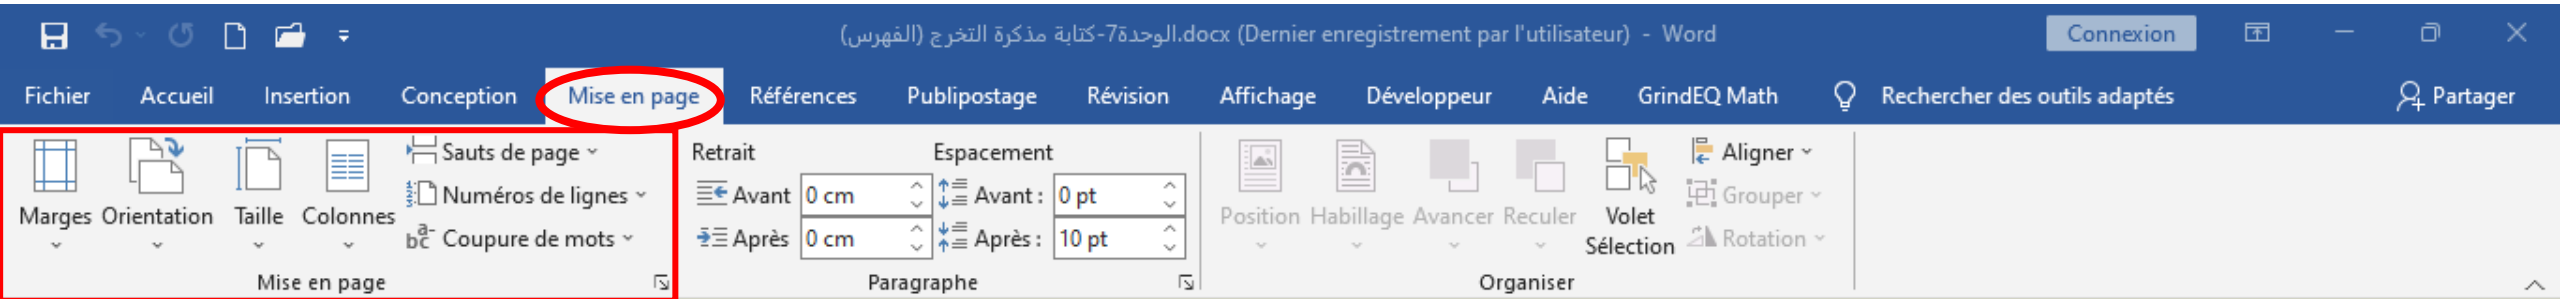 الوحدة7-كتابة مذكرة التخرج (الفهرس).docx (Dernier enregistrement par l'utilisateur) - Word
Connexion
Fichier Accueil Insertion Conception Mise en page Références Publipostage Révision Affichage Développeur Aide GrindEQ Math Rechercher des outils adaptés Partager
Marges Orientation Taille Colonnes
Sauts de page
Numéros de lignes
Coupure de mots
Mise en page
Retrait
Avant 0 cm
Après 0 cm
Espacement
Avant : 0 pt
Après : 10 pt
Paragraphe
Position Habillage Avancer Reculer
Volet
Sélection
Aligner
Grouper
Rotation
Organiser